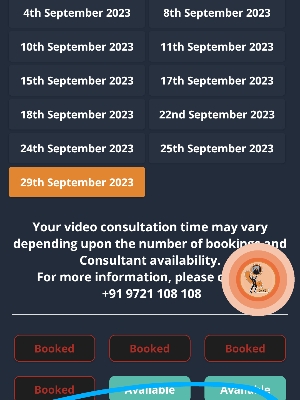 4th September 2023 8th September 2023
10th September 2023 11th September 2023
15th September 2023 17th September 2023
18th September 2023 22nd September 2023
24th September 2023 25th September 2023
29th September 2023
Your video consultation time may vary
depending upon the number of bookings and
Consultant availability.
For more information, please
+91 9721 108 108
Booked Booked Booked
Booked Available Available